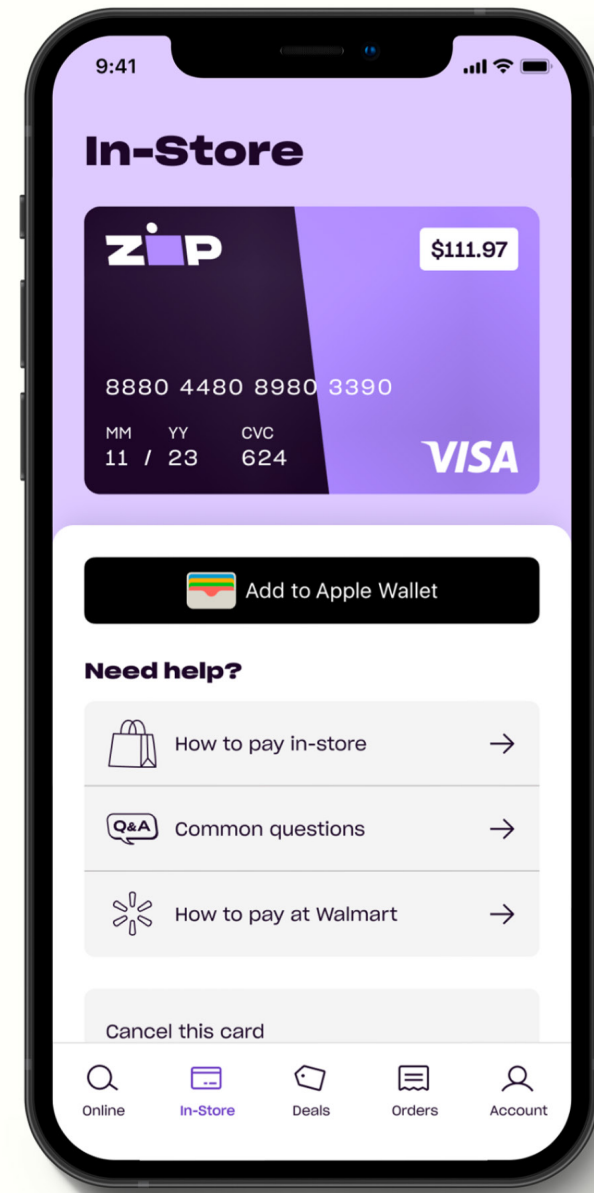 9:41
In-Store
zip
$111.97
8880 4480 8980 3390
MM YY CVC
11 / 23 624
VISA
Add to Apple Wallet
Need help?
How to pay in-store
Q&A
Common questions
How to pay at Walmart
Cancel this card
Online In-Store Deals Orders Account